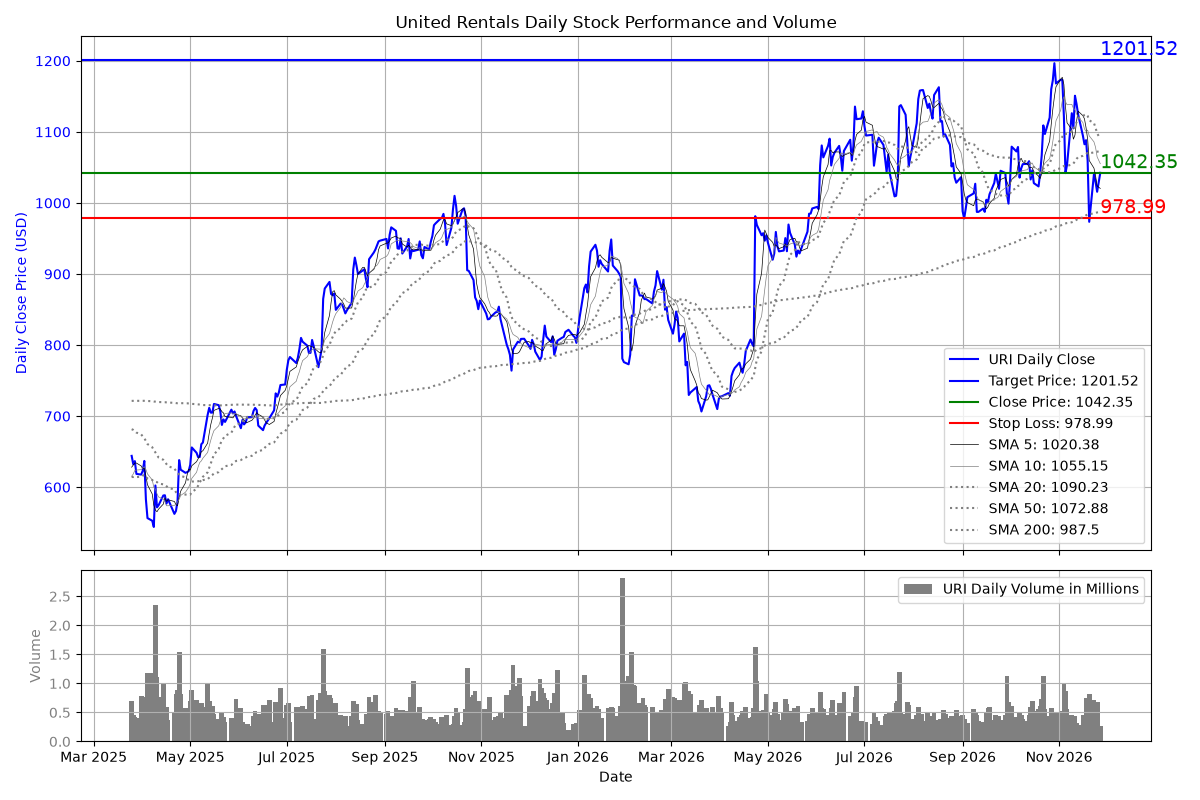 United Rentals Daily Stock Performance and Volume
1201.52
1200
1100
1042.35
1000
978.99
900
800
700
600
Daily Close Price (USD)
URI Daily Close
Target Price: 1201.52
Close Price: 1042.35
Stop Loss: 978.99
SMA 5: 1020.38
SMA 10: 1055.15
SMA 20: 1090.23
SMA 50: 1072.88
SMA 200: 987.5
URI Daily Volume in Millions
2.5
2.0
1.5
1.0
0.5
0.0
Volume
Mar 2025 May 2025 Jul 2025 Sep 2025 Nov 2025 Jan 2026 Mar 2026 May 2026 Jul 2026 Sep 2026 Nov 2026
Date